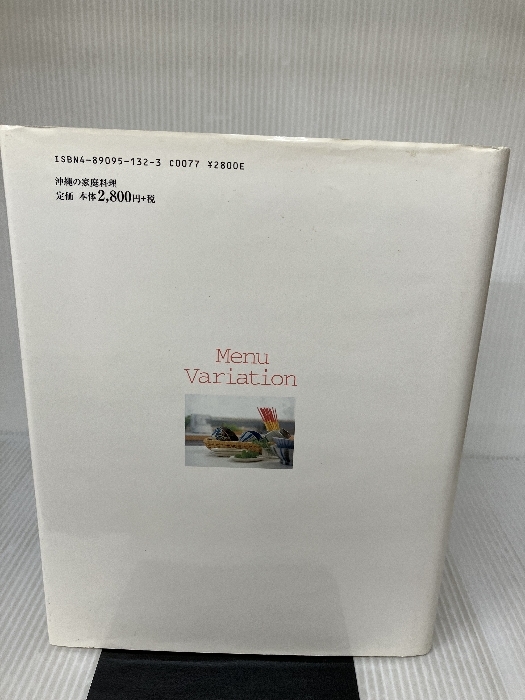 ISBN4-89095-132-3 C0077 ¥2800E
沖縄の家庭料理
定価 本体2,800円+税
Menu
Variation